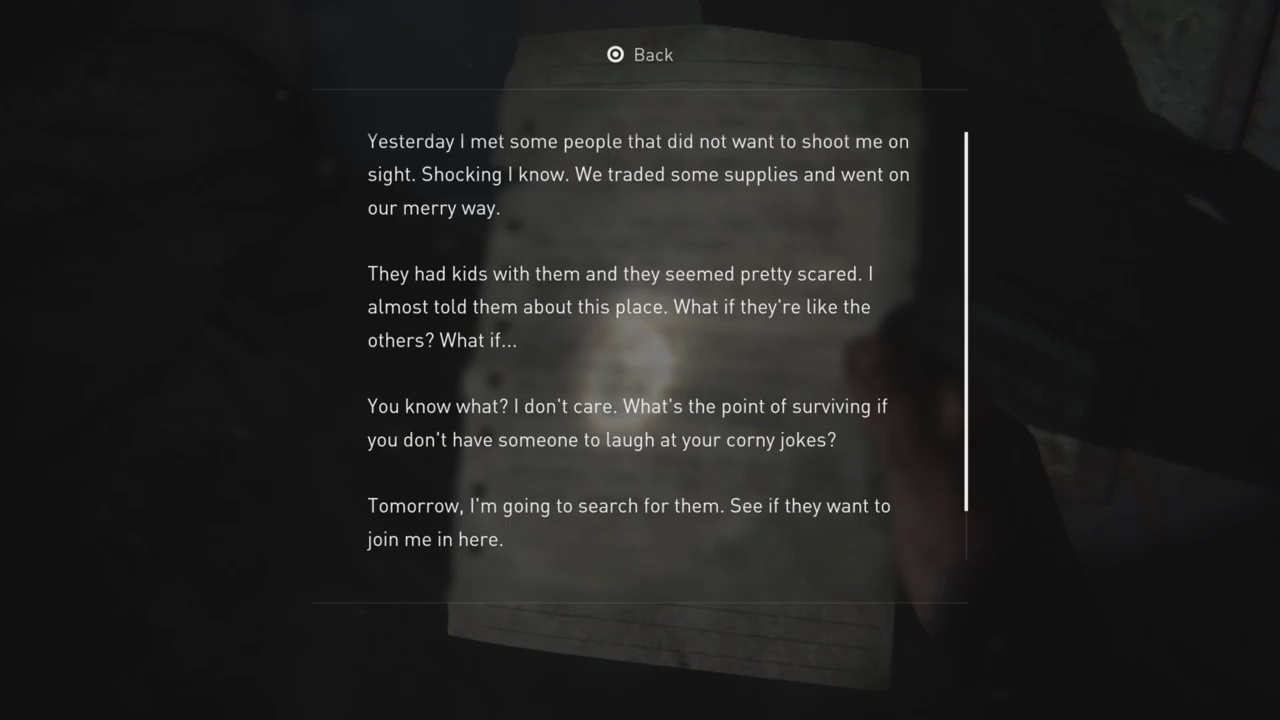 Back
Yesterday I met some people that did not want to shoot me on
sight. Shocking I know. We traded some supplies and went on
our merry way.
They had kids with them and they seemed pretty scared. I
almost told them about this place. What if they're like the
others? What if...
You know what? I don't care. What's the point of surviving if
you don't have someone to laugh at your corny jokes?
Tomorrow, I'm going to search for them. See if they want to
join me in here.